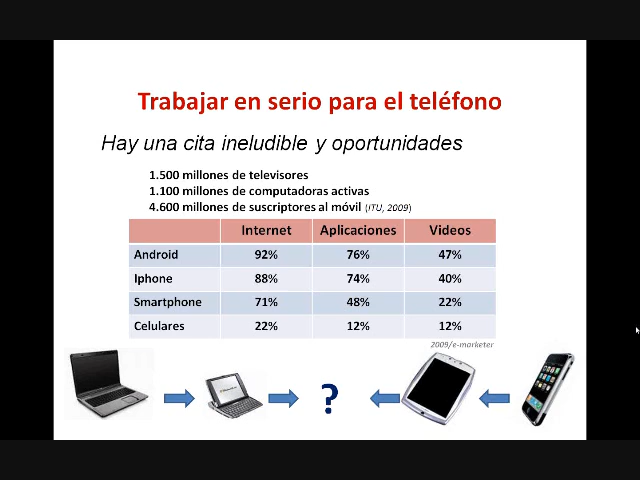 Trabajar en serio para el teléfono
Hay una cita ineludible y oportunidades
1.500 millones de televisores
1.100 millones de computadoras activas
4.600 millones de suscriptores al móvil (ITU, 2009)
Internet Aplicaciones Videos
Android 92% 76% 47%
Iphone 88% 74% 40%
Smartphone 71% 48% 22%
Celulares 22% 12% 12%
2009/e-marketer
?